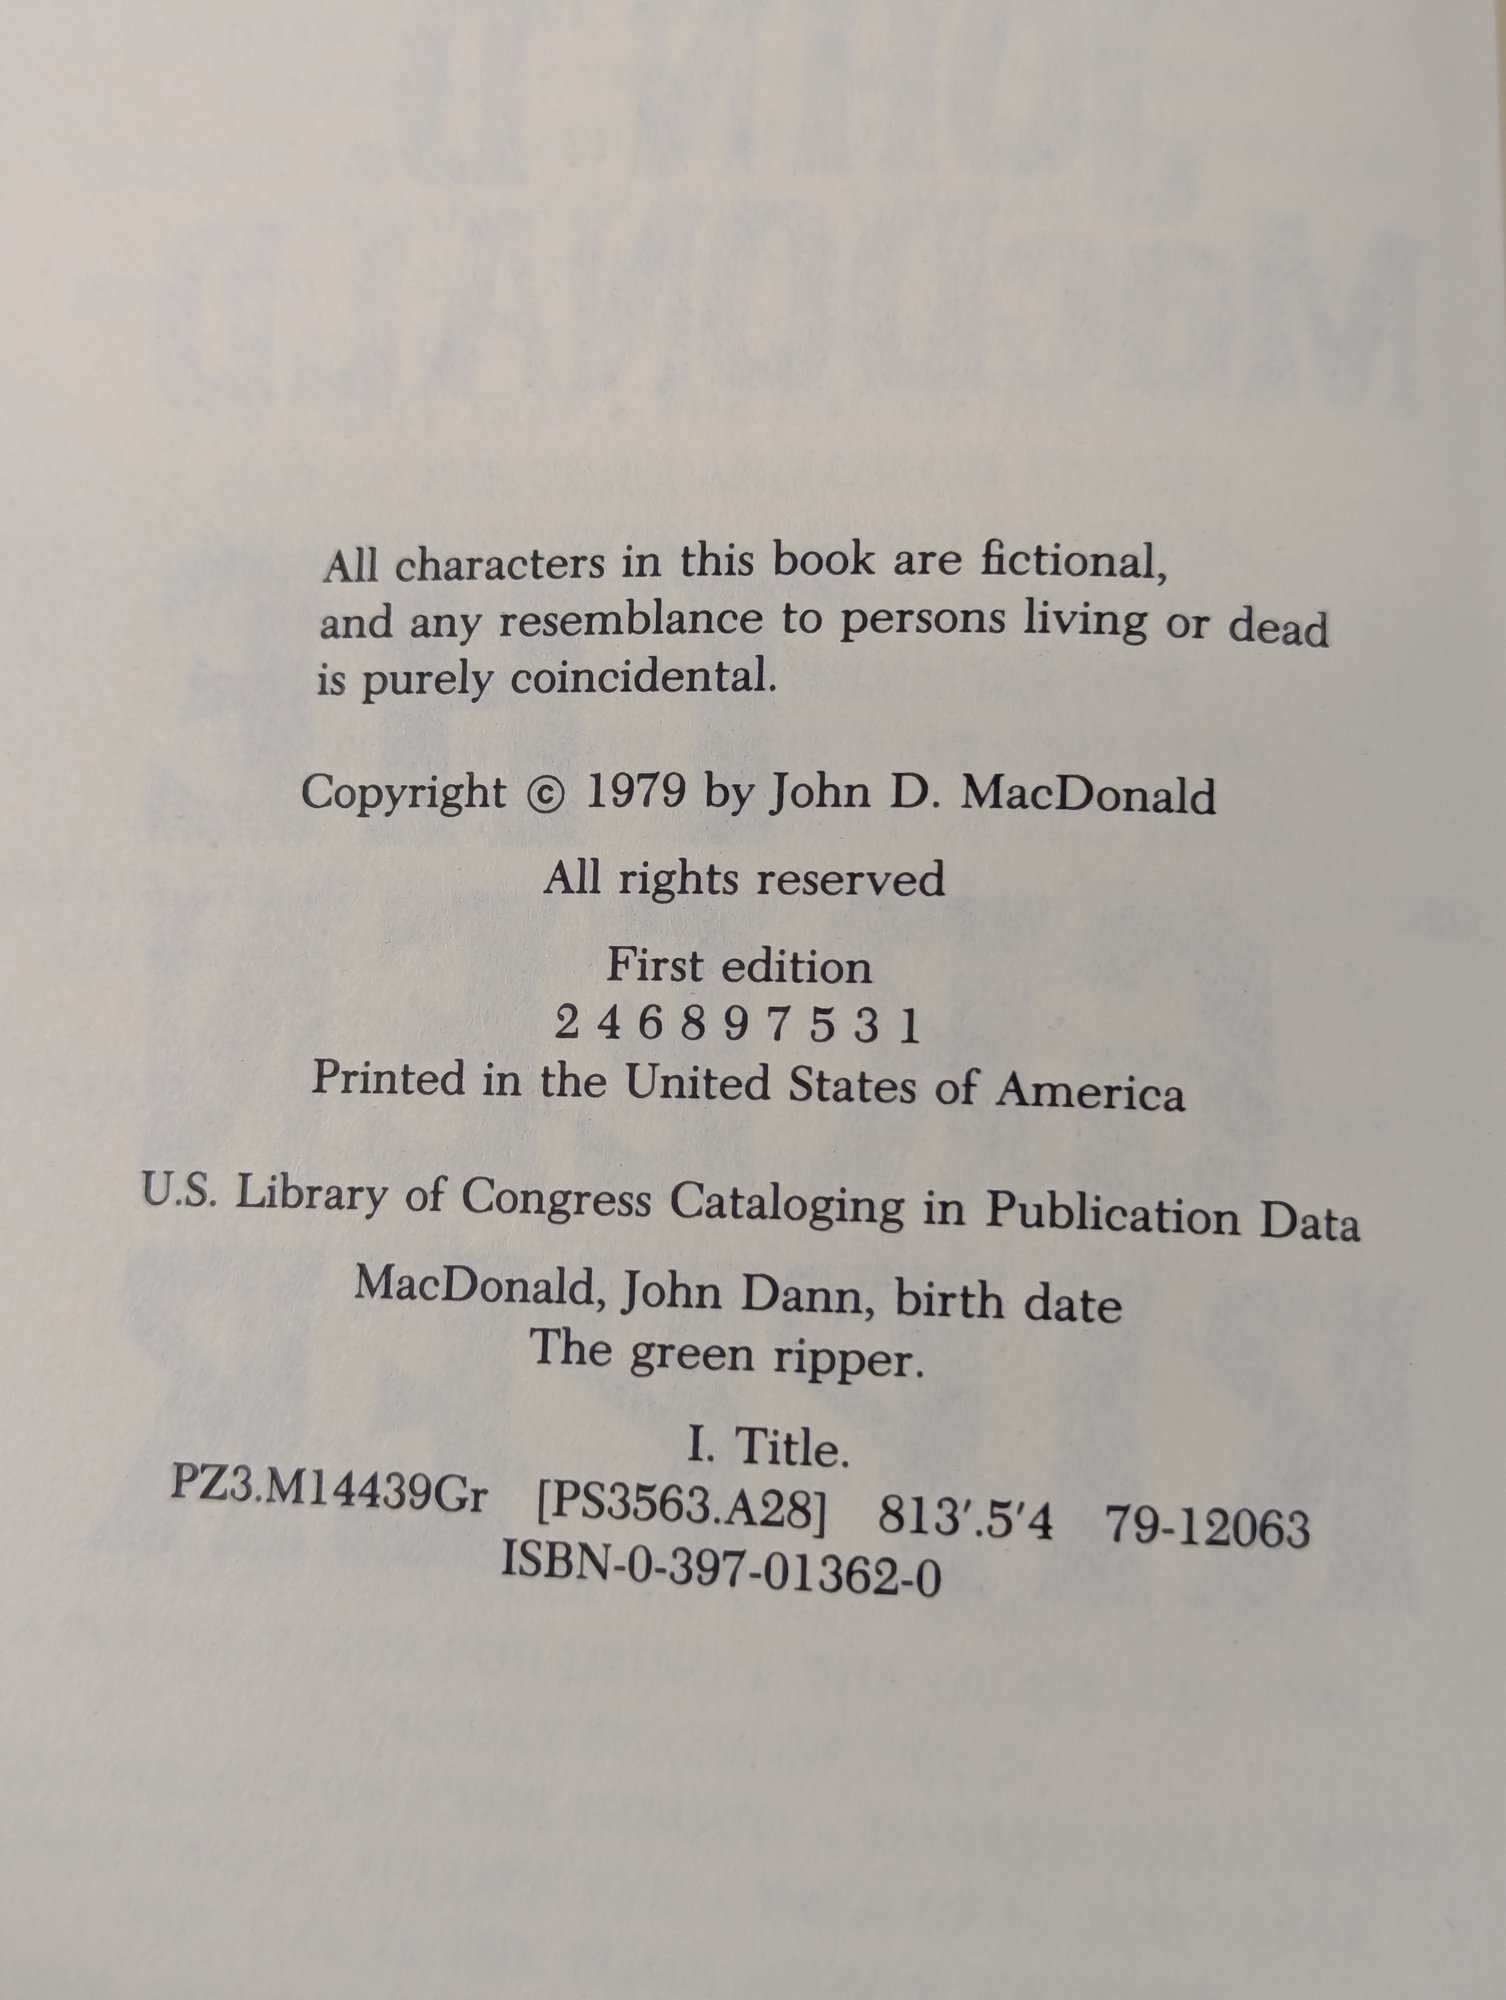 All characters in this book are fictional,
and any resemblance to persons living or dead
is purely coincidental.
Copyright © 1979 by John D. MacDonald
All rights reserved
First edition
2 4 6 8 9 7 5 3 1
Printed in the United States of America
U.S. Library of Congress Cataloging in Publication Data
MacDonald, John Dann, birth date
The green ripper.
I. Title.
PZ3.M14439Gr [PS3563.A28] 813′.5′4 79-12063
ISBN-0-397-01362-0